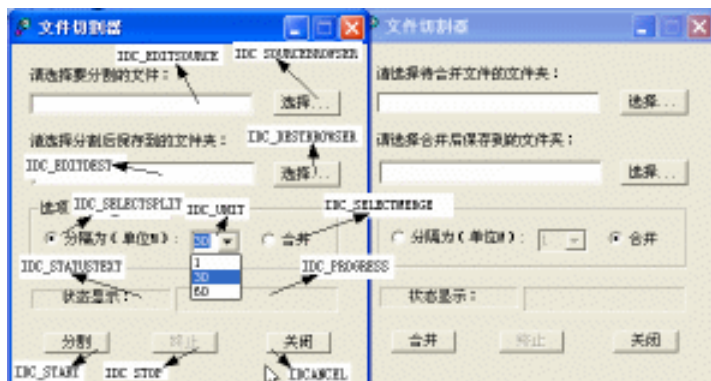 文件切割器
IDC_EDITSOURCE
IDC_SOURCEBROWSER
请选择要分割的文件：
选择...
请选择分割后保存到的文件夹：
IDC_DESTBROWSER
IDC_EDITDEST
选择...
选项
IDC_SELECTSPLIT
IDC_UNIT
IDC_SELECTMERGE
分隔为(单位M)：
30
合并
1
30
60
IDC_STATUSTEXT
IDC_PROGRESS
状态显示：
分割
终止
关闭
IDC_START
IDC_STOP
IDCANCEL
文件切割器
请选择待合并文件的文件夹：
选择...
请选择合并后保存到的文件夹：
选择...
分隔为(单位M)：
1
合并
状态显示：
合并
终止
关闭